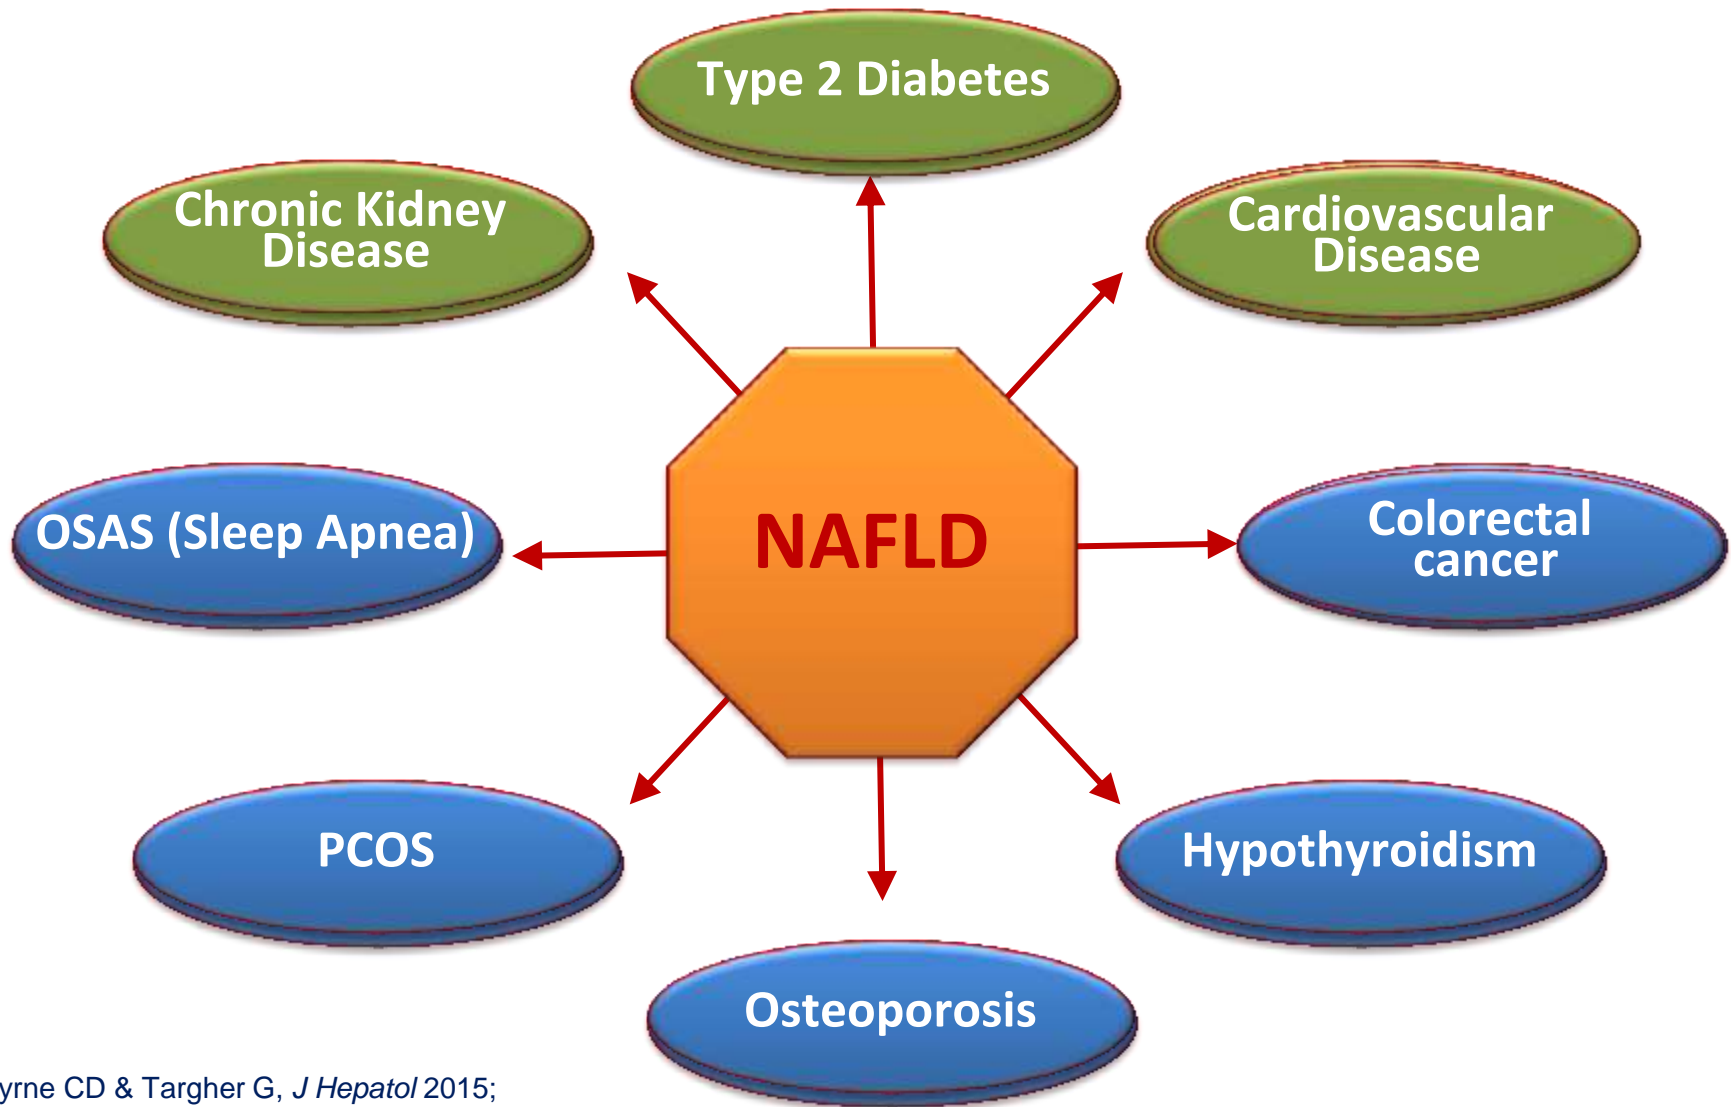 Type 2 Diabetes
Chronic Kidney
Disease
Cardiovascular
Disease
OSAS (Sleep Apnea)
NAFLD
Colorectal
cancer
PCOS
Hypothyroidism
Osteoporosis
yrne CD & Targher G, J Hepatol 2015;